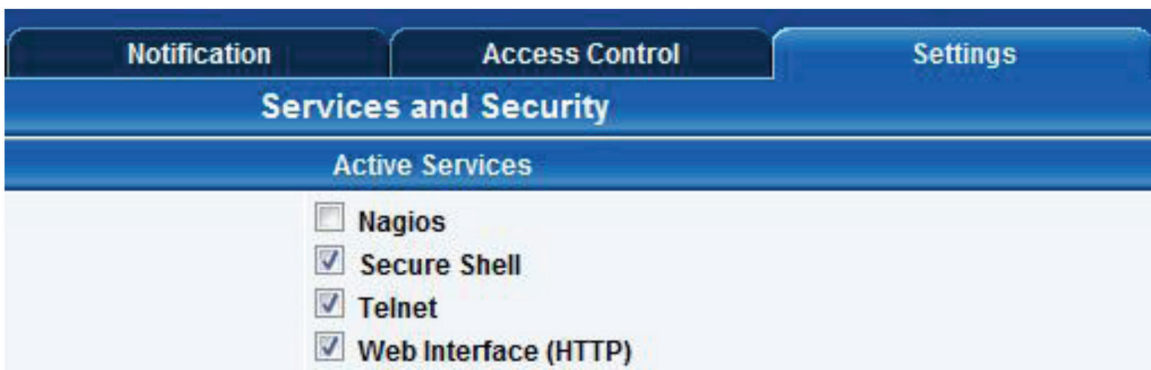 Notification Access Control Settings
Services and Security
Active Services
Nagios
Secure Shell
Telnet
Web Interface (HTTP)